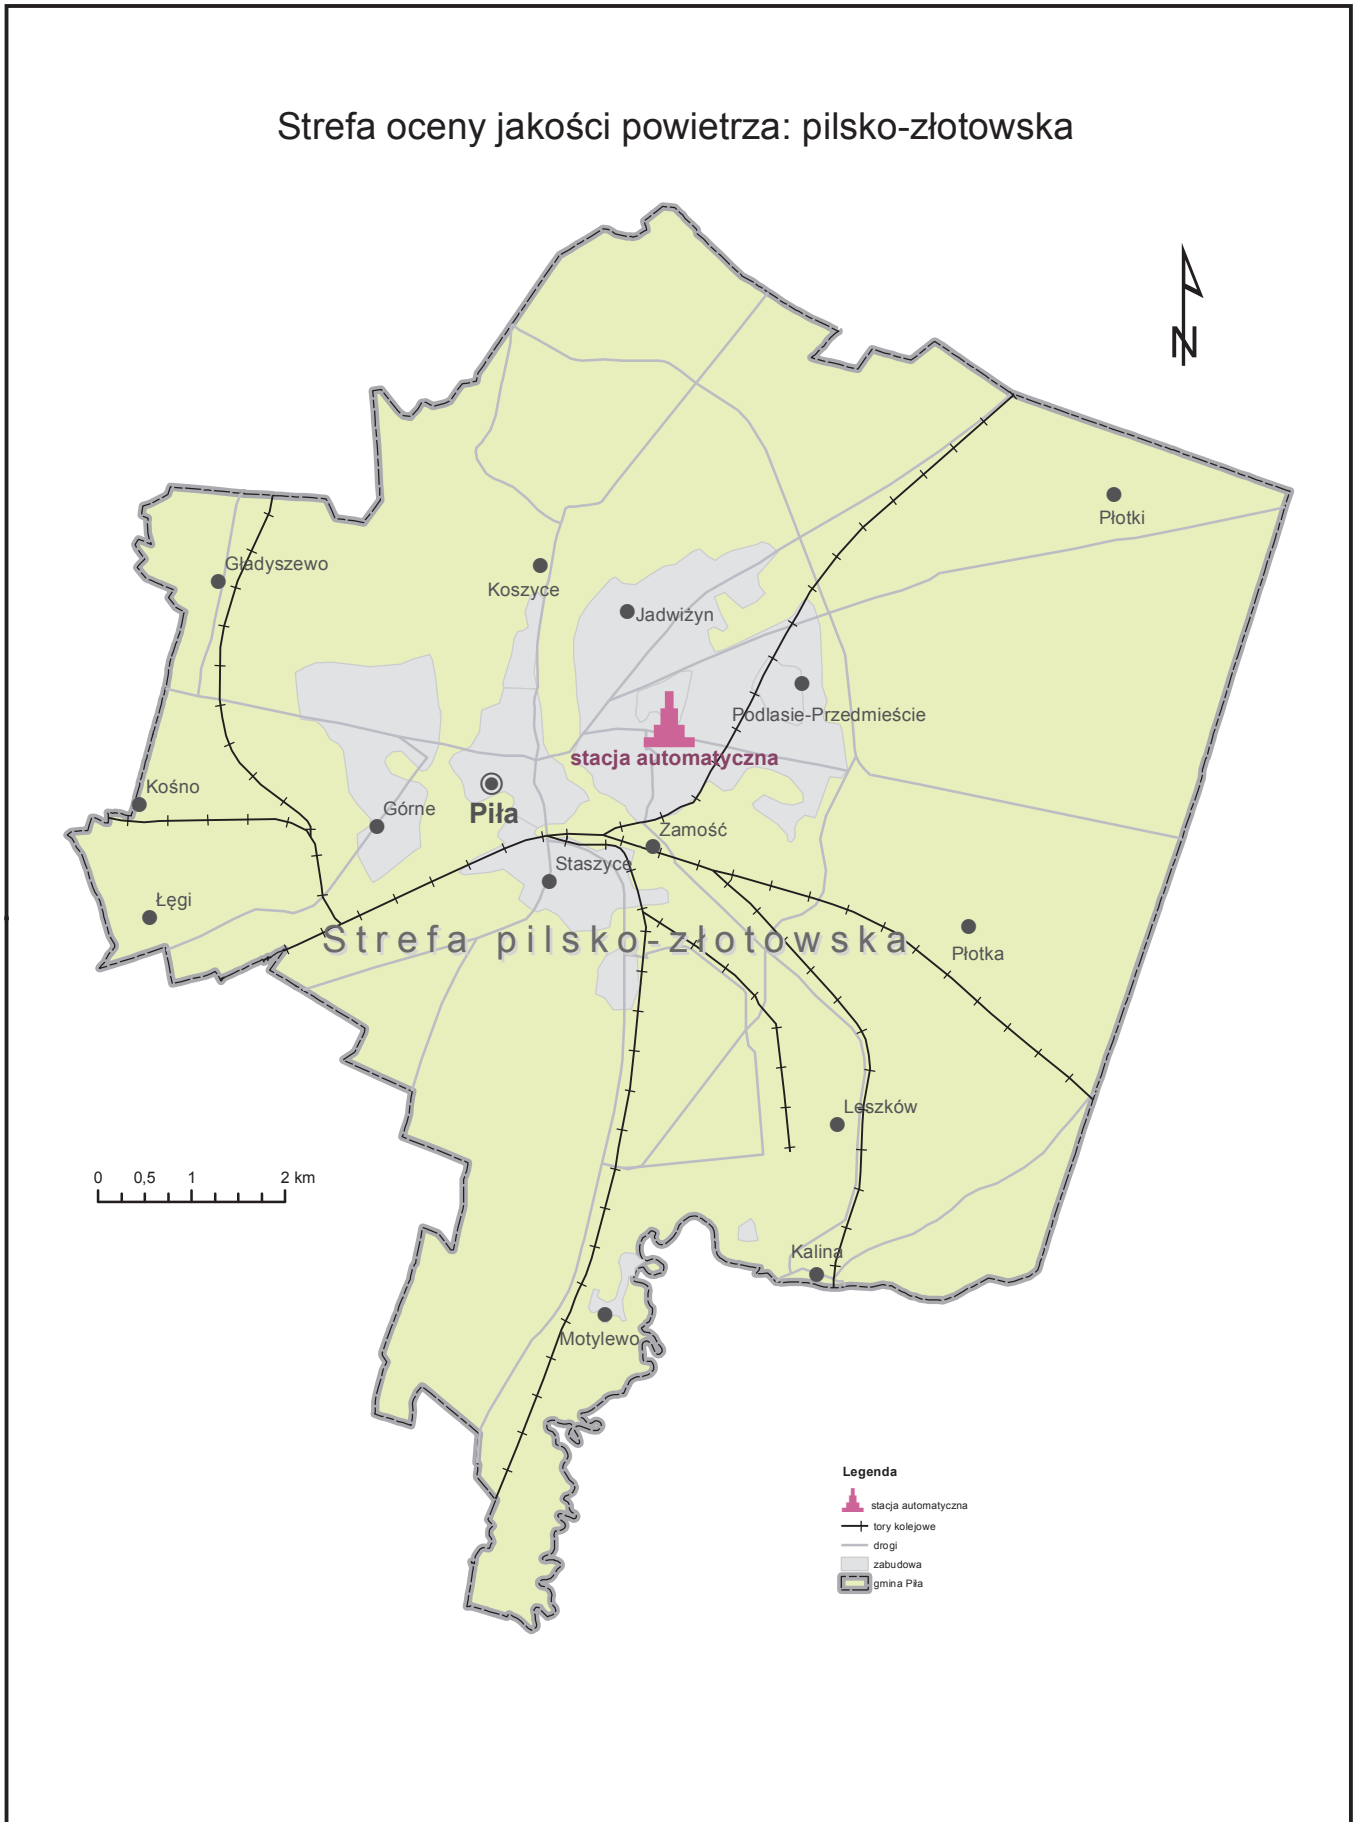 Strefa oceny jakości powietrza: pilsko-złotowska
N
Płotki
Gładyszewo
Koszyce
Jadwiżyn
Podlasie-Przedmieście
stacja automatyczna
Kośno
Górne
Piła
Zamość
Staszyce
Łęgi
Strefa pilsko-złotowska
Płotka
Leszków
0 0,5 1 2 km
Kalina
Motylewo
Legenda
stacja automatyczna
tory kolejowe
drogi
zabudowa
gmina Piła